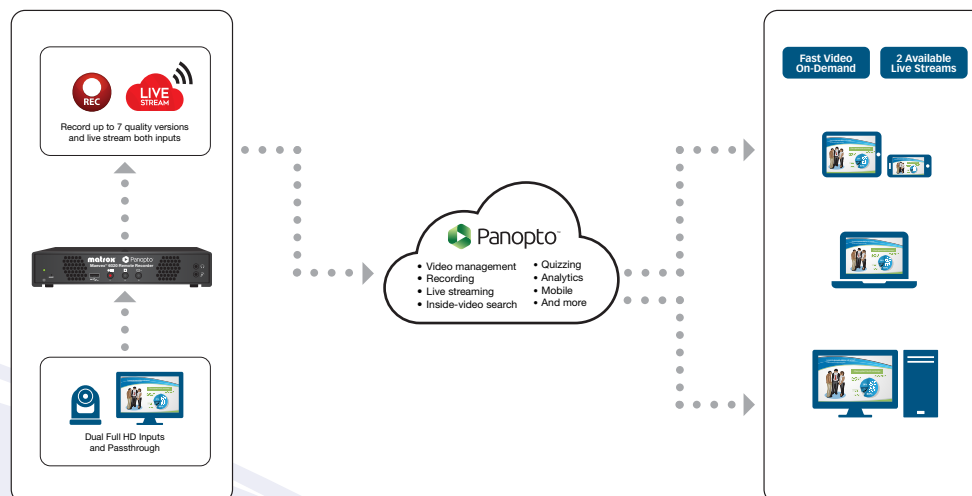 REC
LIVE
STREAM
Record up to 7 quality versions
and live stream both inputs
matrox Panopto
Dual Full HD Inputs
and Passthrough
Panopto™
• Video management
• Recording
• Live streaming
• Inside-video search
• Quizzing
• Analytics
• Mobile
• And more
Fast Video
On-Demand
2 Available
Live Streams